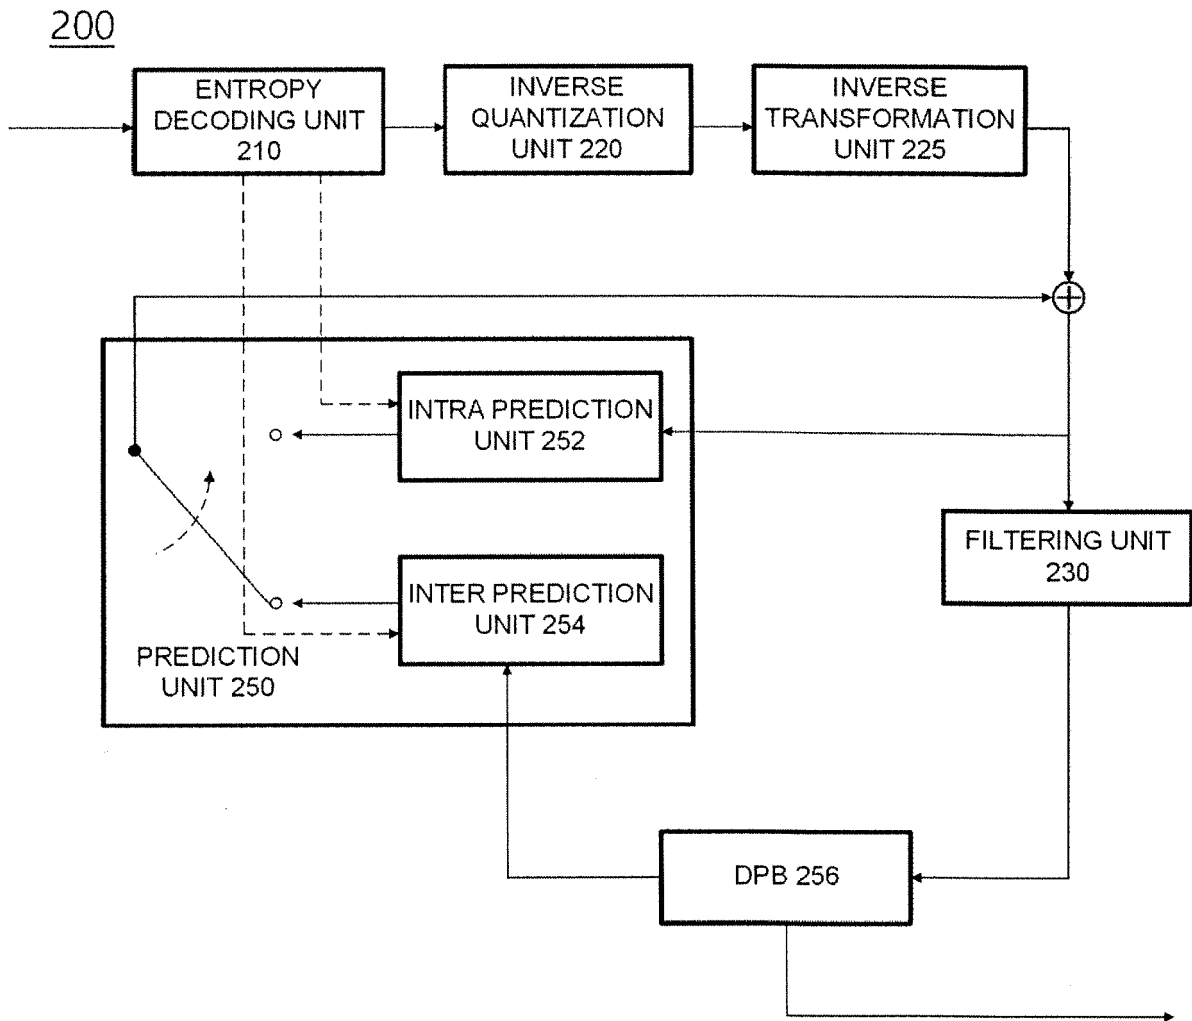 200
ENTROPY
DECODING UNIT
210
INVERSE
QUANTIZATION
UNIT 220
INVERSE
TRANSFORMATION
UNIT 225
INTRA PREDICTION
UNIT 252
FILTERING UNIT
230
INTER PREDICTION
UNIT 254
PREDICTION
UNIT 250
DPB 256